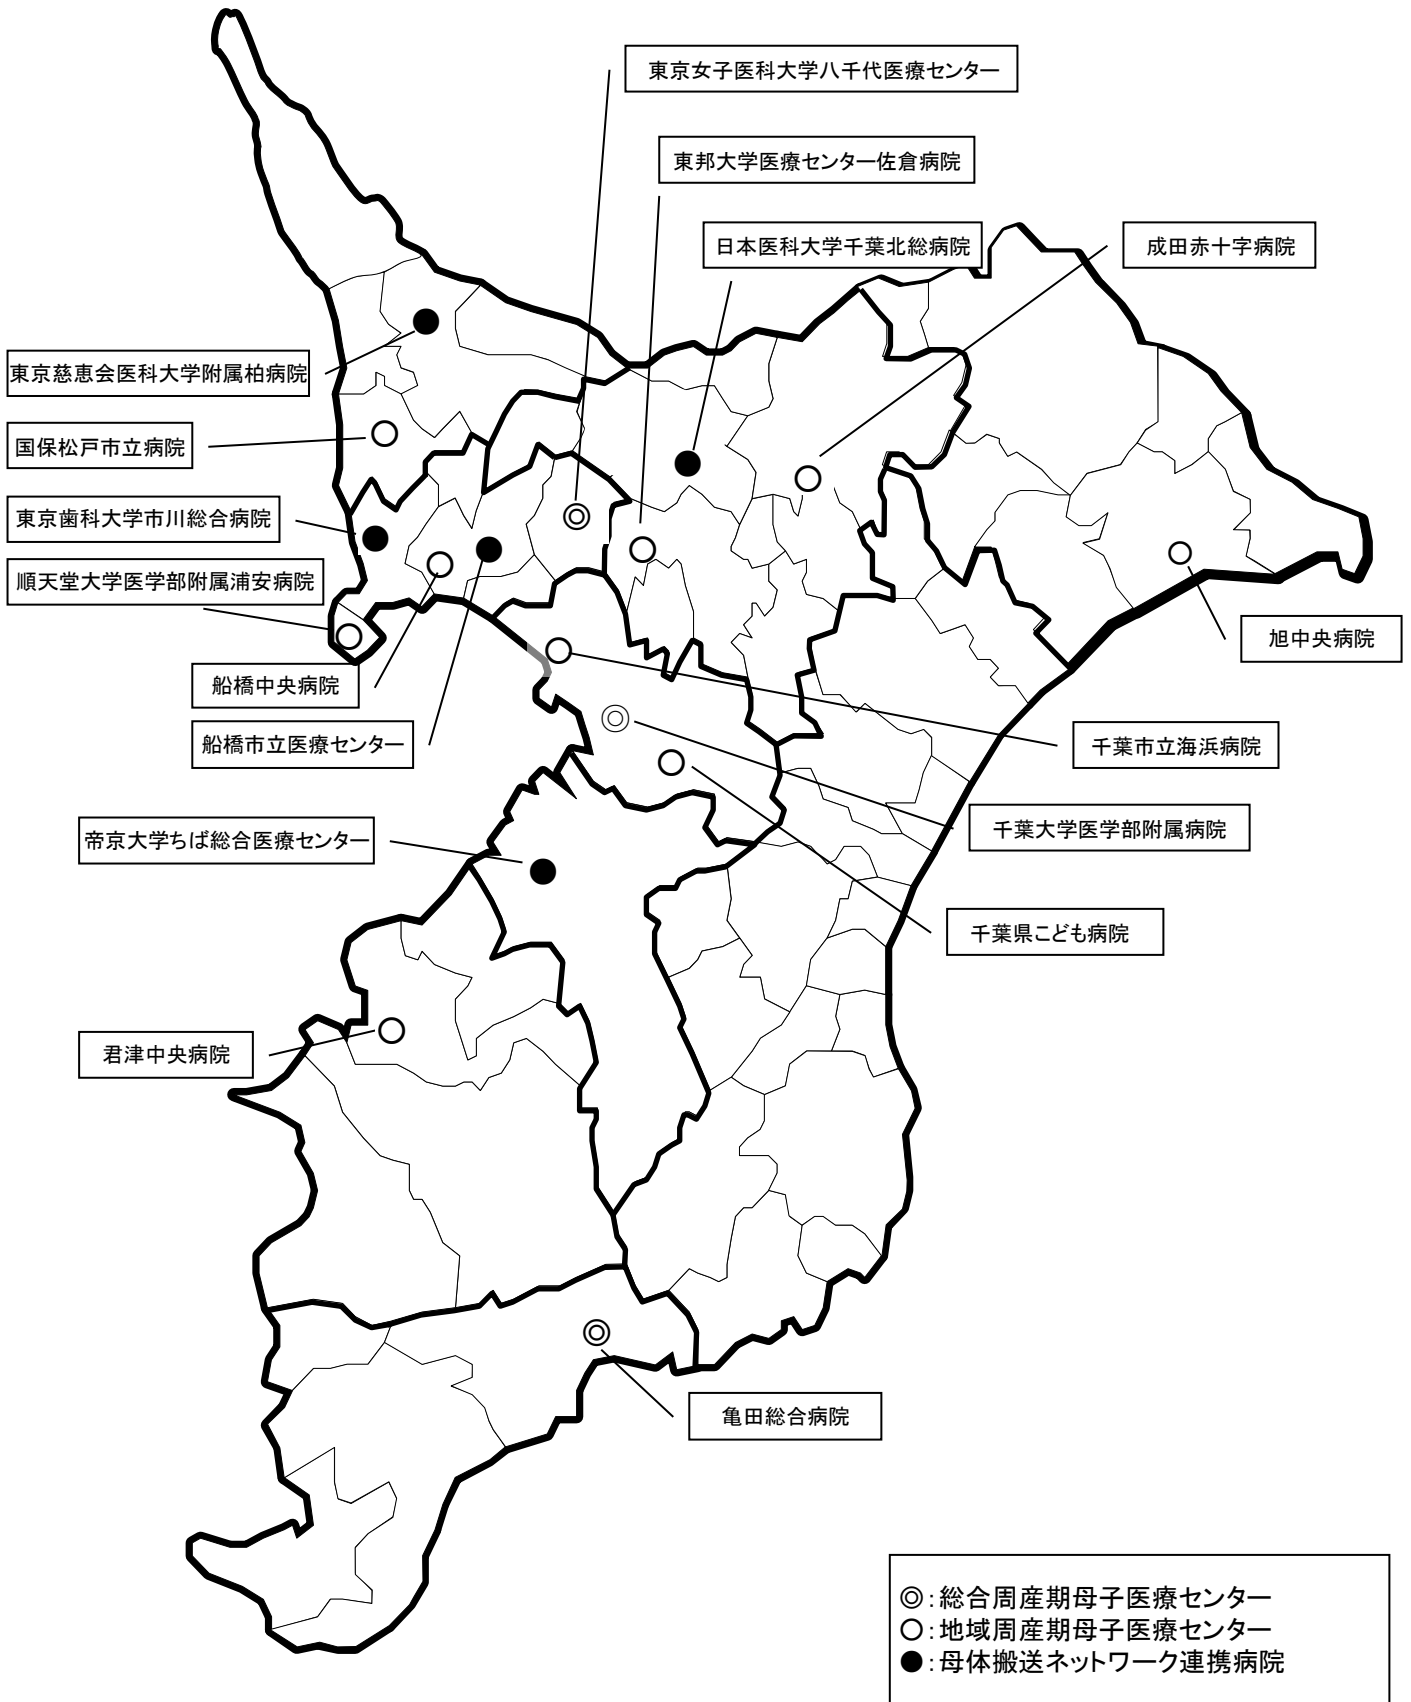 東京女子医科大学八千代医療センター
東邦大学医療センター佐倉病院
日本医科大学千葉北総病院
成田赤十字病院
東京慈恵会医科大学附属柏病院
国保松戸市立病院
東京歯科大学市川総合病院
順天堂大学医学部附属浦安病院
旭中央病院
船橋中央病院
船橋市立医療センター
千葉市立海浜病院
千葉大学医学部附属病院
帝京大学ちば総合医療センター
千葉県こども病院
君津中央病院
亀田総合病院
◎：総合周産期母子医療センター
○：地域周産期母子医療センター
●：母体搬送ネットワーク連携病院